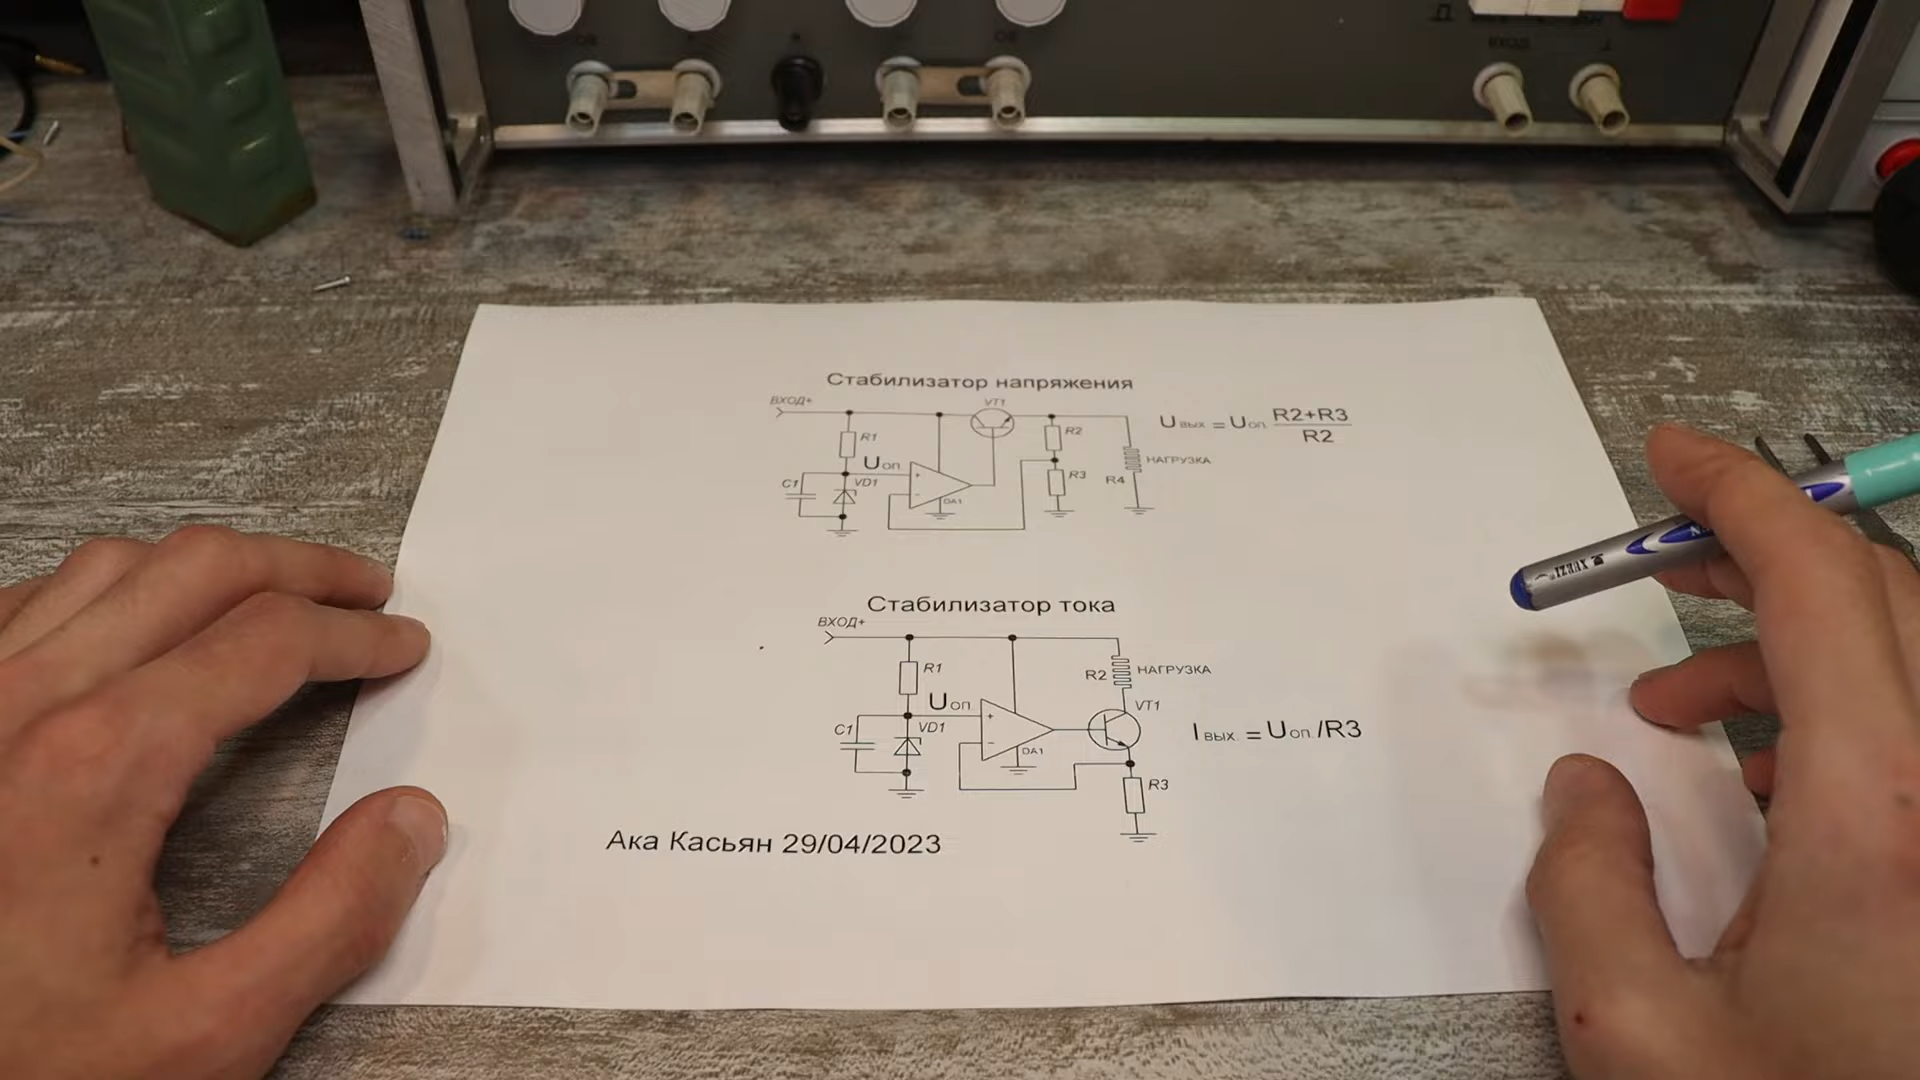 ВХОД
Стабилизатор напряжения
ВХОД+
VT1
R1
Uоп
C1
VD1
DA1
R2
R3
R4
НАГРУЗКА
Uвых.=Uоп. R2+R3
R2
Стабилизатор тока
ВХОД+
R1
Uоп.
C1
VD1
DA1
R2
НАГРУЗКА
VT1
R3
Iвых. =Uоп./R3
Ака Касьян 29/04/2023
XUEZI